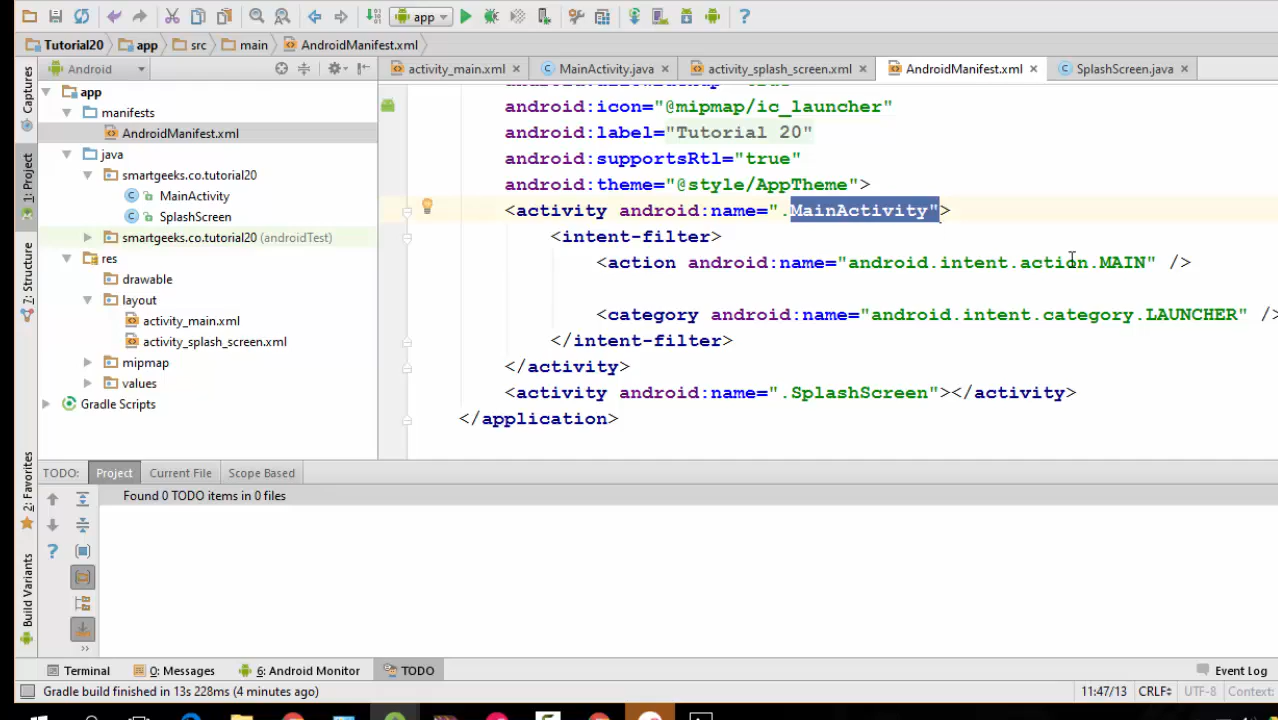 app
Tutorial20 app src main AndroidManifest.xml
Android
activity_main.xml MainActivity.java activity_splash_screen.xml AndroidManifest.xml SplashScreen.java
Captures
1: Project
7: Structure
2: Favorites
Build Variants
app
manifests
AndroidManifest.xml
java
smartgeeks.co.tutorial20
MainActivity
SplashScreen
smartgeeks.co.tutorial20 (androidTest)
res
drawable
layout
activity_main.xml
activity_splash_screen.xml
mipmap
values
Gradle Scripts
android:icon="@mipmap/ic_launcher"
android:label="Tutorial 20"
android:supportsRtl="true"
android:theme="@style/AppTheme">
<activity android:name=".MainActivity">
<intent-filter>
<action android:name="android.intent.action.MAIN" />
<category android:name="android.intent.category.LAUNCHER" />
</intent-filter>
</activity>
<activity android:name=".SplashScreen"></activity>
</application>
TODO: Project Current File Scope Based
Found 0 TODO items in 0 files
Terminal 0: Messages 6: Android Monitor TODO Event Log
Gradle build finished in 13s 228ms (4 minutes ago) 11:47/13 CRLF UTF-8 Context: